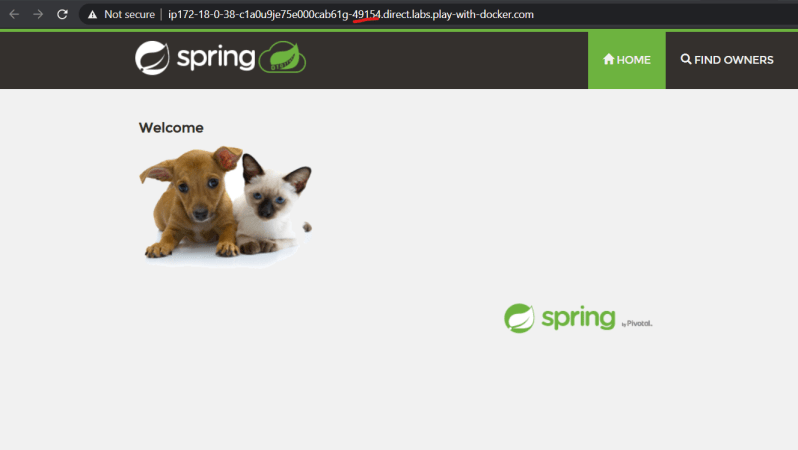 Not secure | ip172-18-0-38-c1a0u9je75e000cab61g-49154.direct.labs.play-with-docker.com
spring
HOME
FIND OWNERS
Welcome
spring by Pivotal.